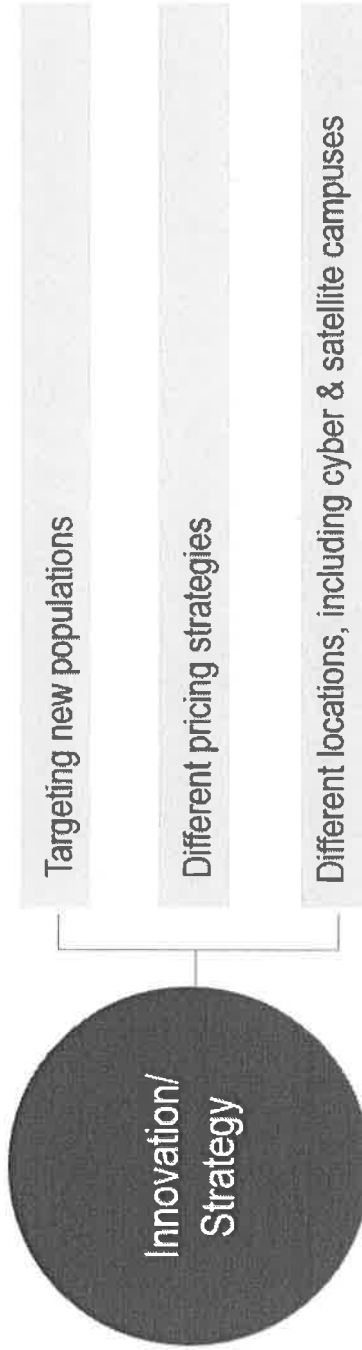 Innovation/
Strategy
Targeting new populations
Different pricing strategies
Different locations, including cyber & satellite campuses